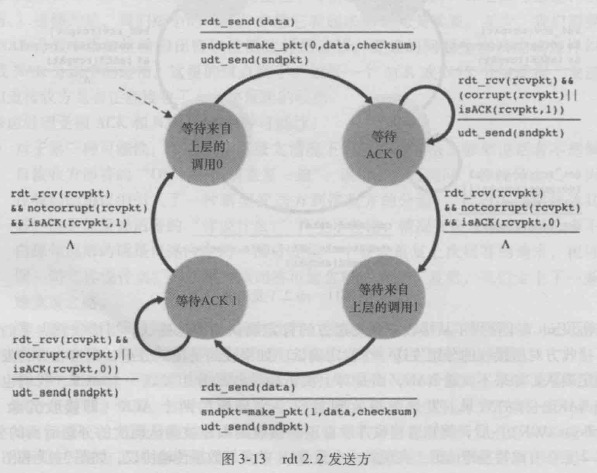 rdt_send(data)
sndpkt=make_pkt(0,data,checksum)
udt_send(sndpkt)
等待来自
上层的
调用0
等待
ACK 0
rdt_rcv(rcvpkt)&&
(corrupt(rcvpkt)||
isACK(rcvpkt,1))
udt_send(sndpkt)
rdt_rcv(rcvpkt)
&& notcorrupt(rcvpkt)
&& isACK(rcvpkt,1)
Λ
rdt_rcv(rcvpkt)
&& notcorrupt(rcvpkt)
&& isACK(rcvpkt,0)
Λ
等待ACK 1
等待来自
上层的调用1
rdt_rcv(rcvpkt)&&
(corrupt(rcvpkt)||
isACK(rcvpkt,0))
udt_send(sndpkt)
rdt_send(data)
sndpkt=make_pkt(1,data,checksum)
udt_send(sndpkt)
图 3-13 rdt 2.2 发送方